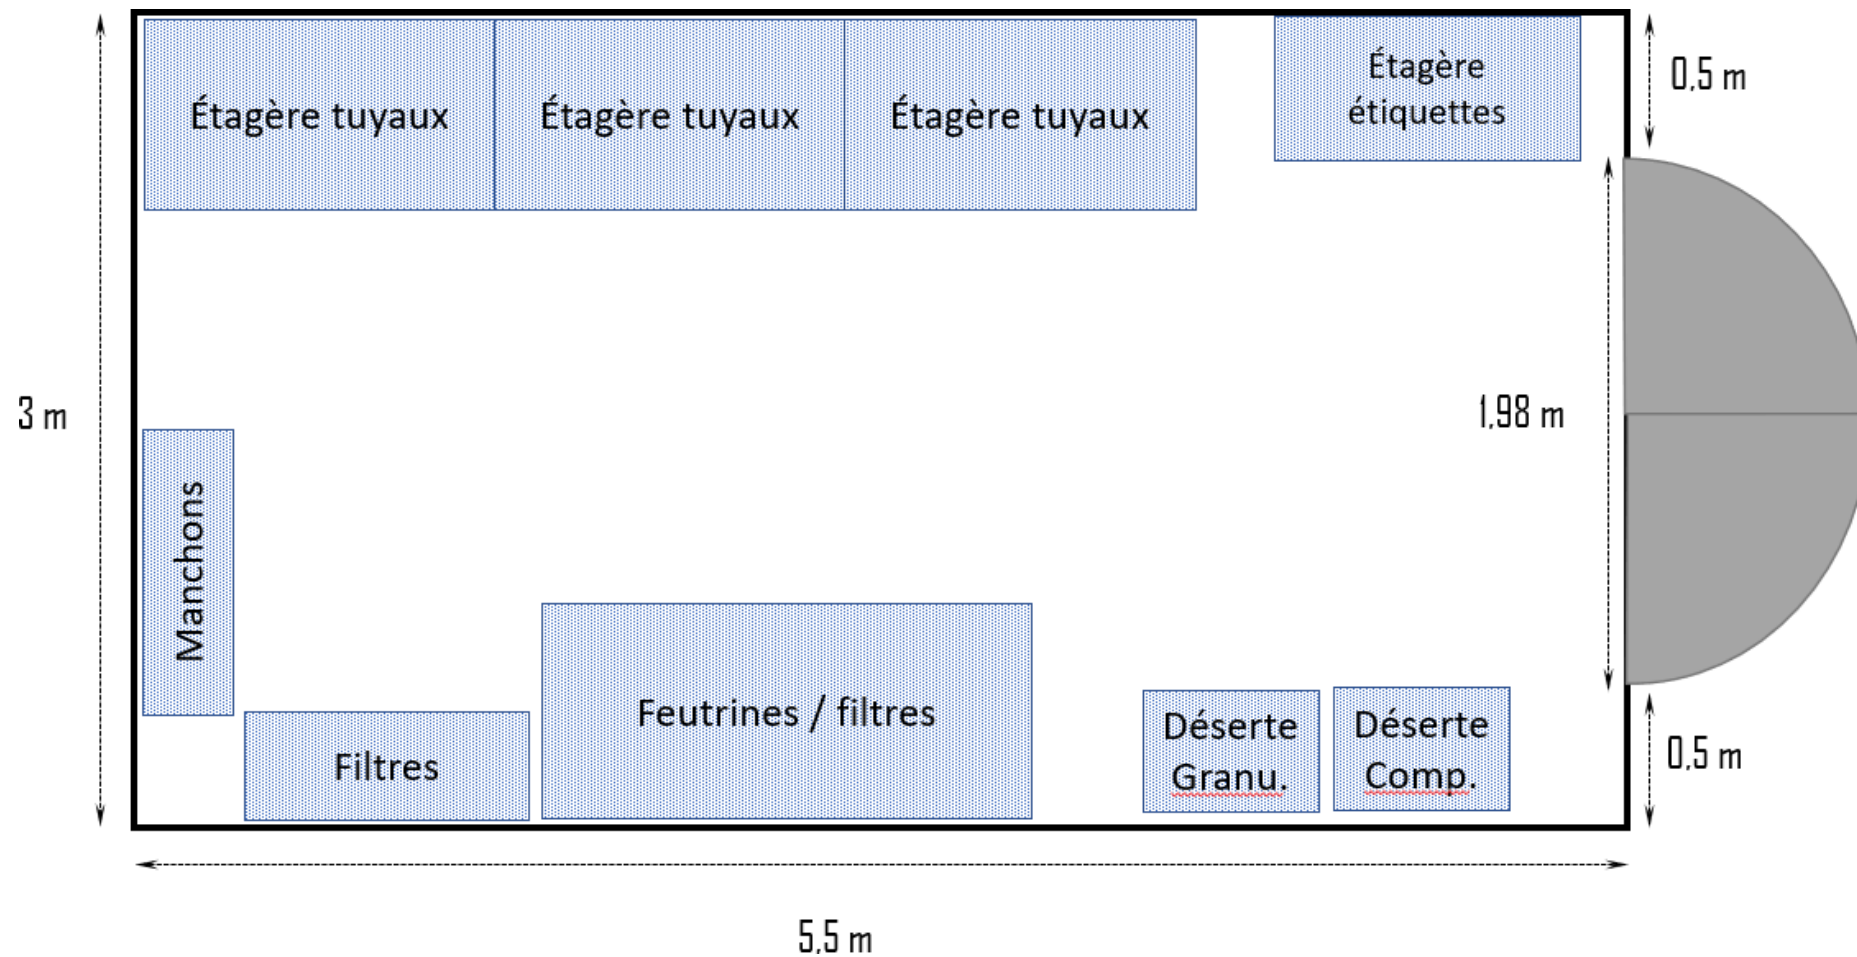 Étagère tuyaux
Étagère tuyaux
Étagère tuyaux
Étagère
étiquettes
0,5 m
3 m
1,98 m
Manchons
Filtres
Feutrines / filtres
Déserte
Granu.
Déserte
Comp.
0,5 m
5,5 m